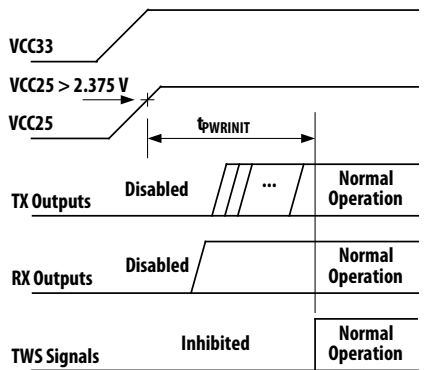 VCC33
VCC25 > 2.375 V
VCC25
tPWRINIT
TX Outputs
Disabled
...
Normal
Operation
RX Outputs
Disabled
Normal
Operation
TWS Signals
Inhibited
Normal
Operation